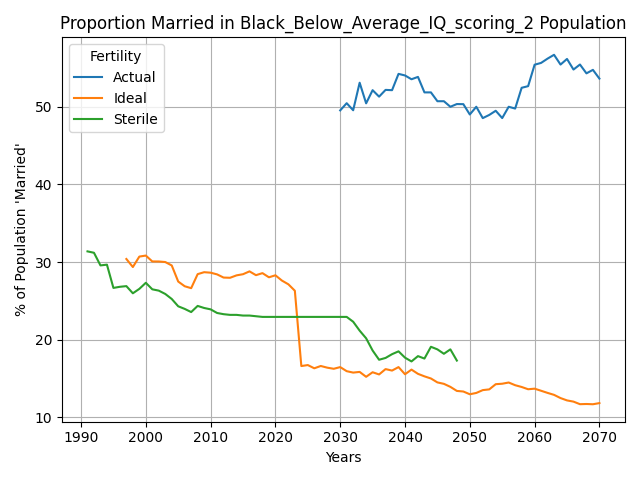 Proportion Married in Black_Below_Average_IQ_scoring_2 Population
Fertility
Actual
Ideal
Sterile
% of Population 'Married'
50
40
30
20
10
1990 2000 2010 2020 2030 2040 2050 2060 2070
Years